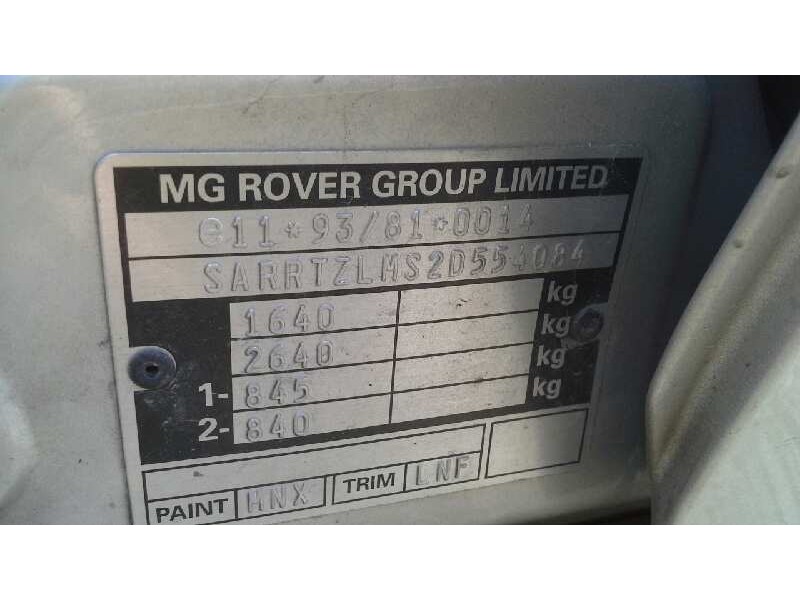 MG ROVER GROUP LIMITED
e11*93/81*0014
SARRTZLMS2D554084
1640 kg
2640 kg
1- 845 kg
2- 840 kg
PAINT HNX TRIM LNF